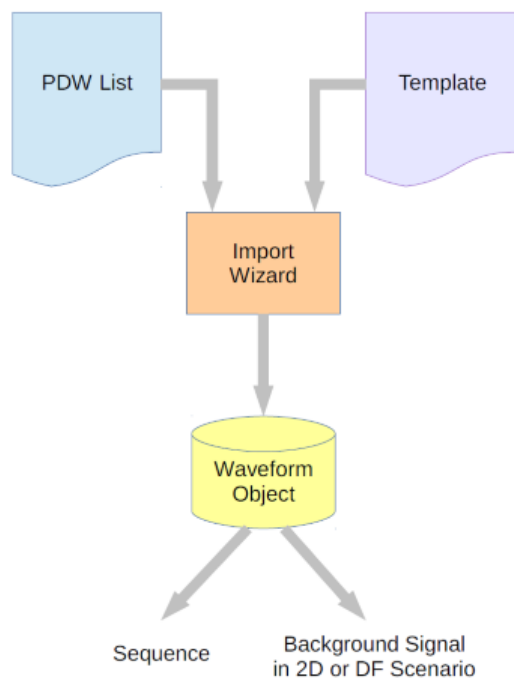 PDW List
Template
Import
Wizard
Waveform
Object
Sequence
Background Signal
in 2D or DF Scenario